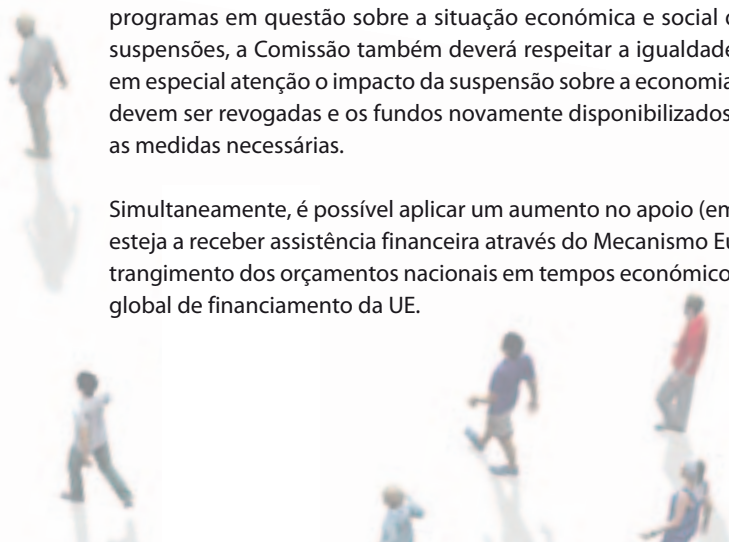 programas em questão sobre a situação económica e social d
suspensões, a Comissão também deverá respeitar a igualdade
em especial atenção o impacto da suspensão sobre a economia
devem ser revogadas e os fundos novamente disponibilizados
as medidas necessárias.
Simultaneamente, é possível aplicar um aumento no apoio (em
esteja a receber assistência financeira através do Mecanismo Eu
trangimento dos orçamentos nacionais em tempos económico
global de financiamento da UE.